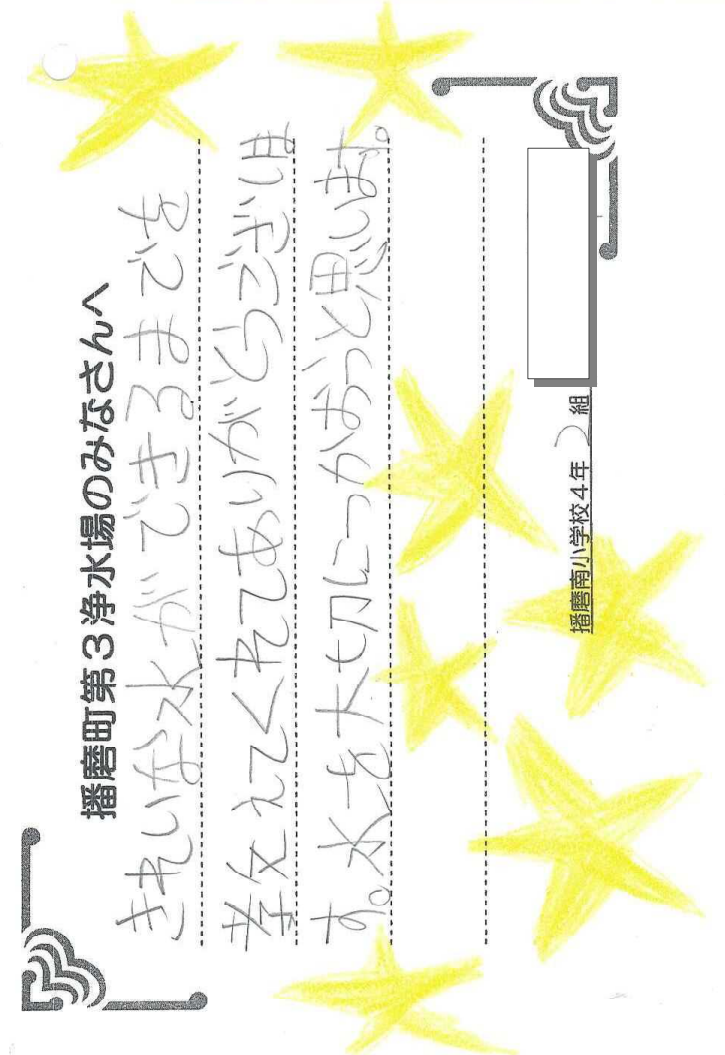 播磨町第3浄水場のみなさんへ
きれいな水ができるまでを
教えてくれてありがとうございま
す。水を大切につかおうと思います。
播磨南小学校4年2組